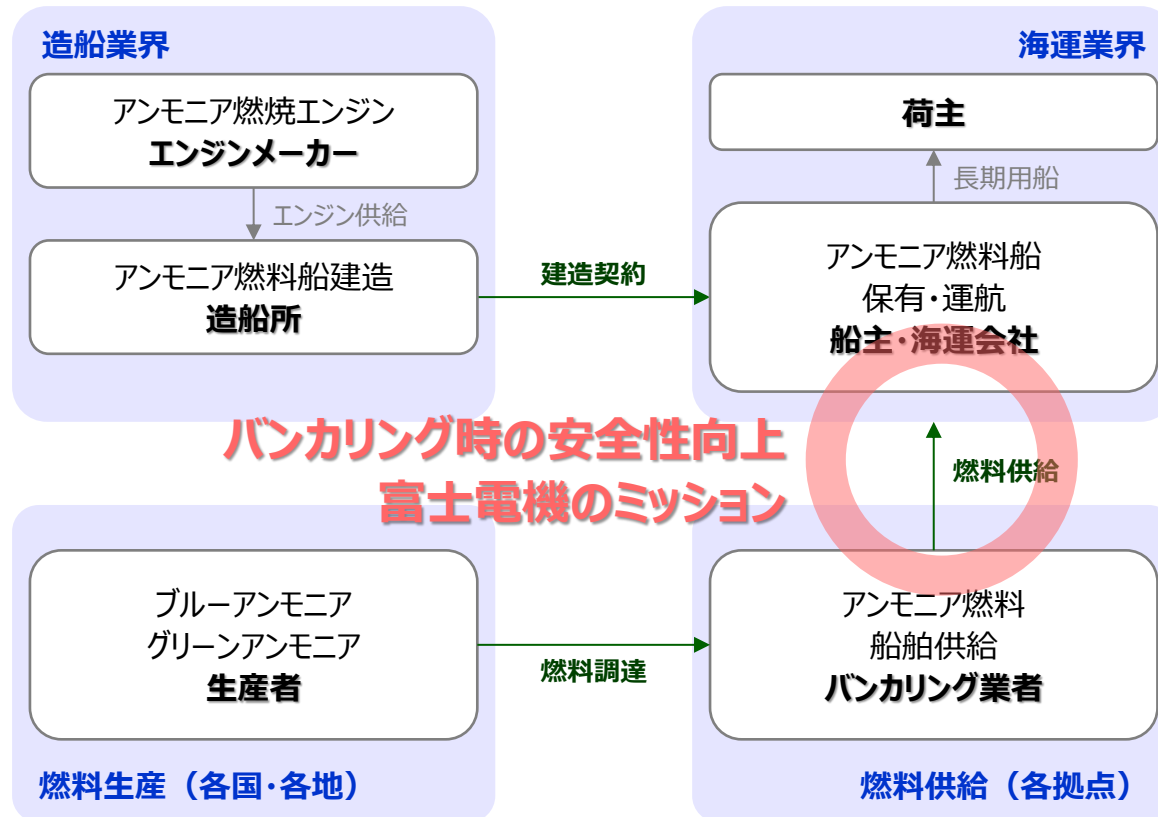 造船業界
アンモニア燃焼エンジン
エンジンメーカー
エンジン供給
アンモニア燃料船建造
造船所
建造契約
海運業界
荷主
長期用船
アンモニア燃料船
保有・運航
船主・海運会社
バンカリング時の安全性向上
富士電機のミッション
燃料供給
ブルーアンモニア
グリーンアンモニア
生産者
燃料調達
アンモニア燃料
船舶供給
バンカリング業者
燃料生産（各国・各地）
燃料供給（各拠点）